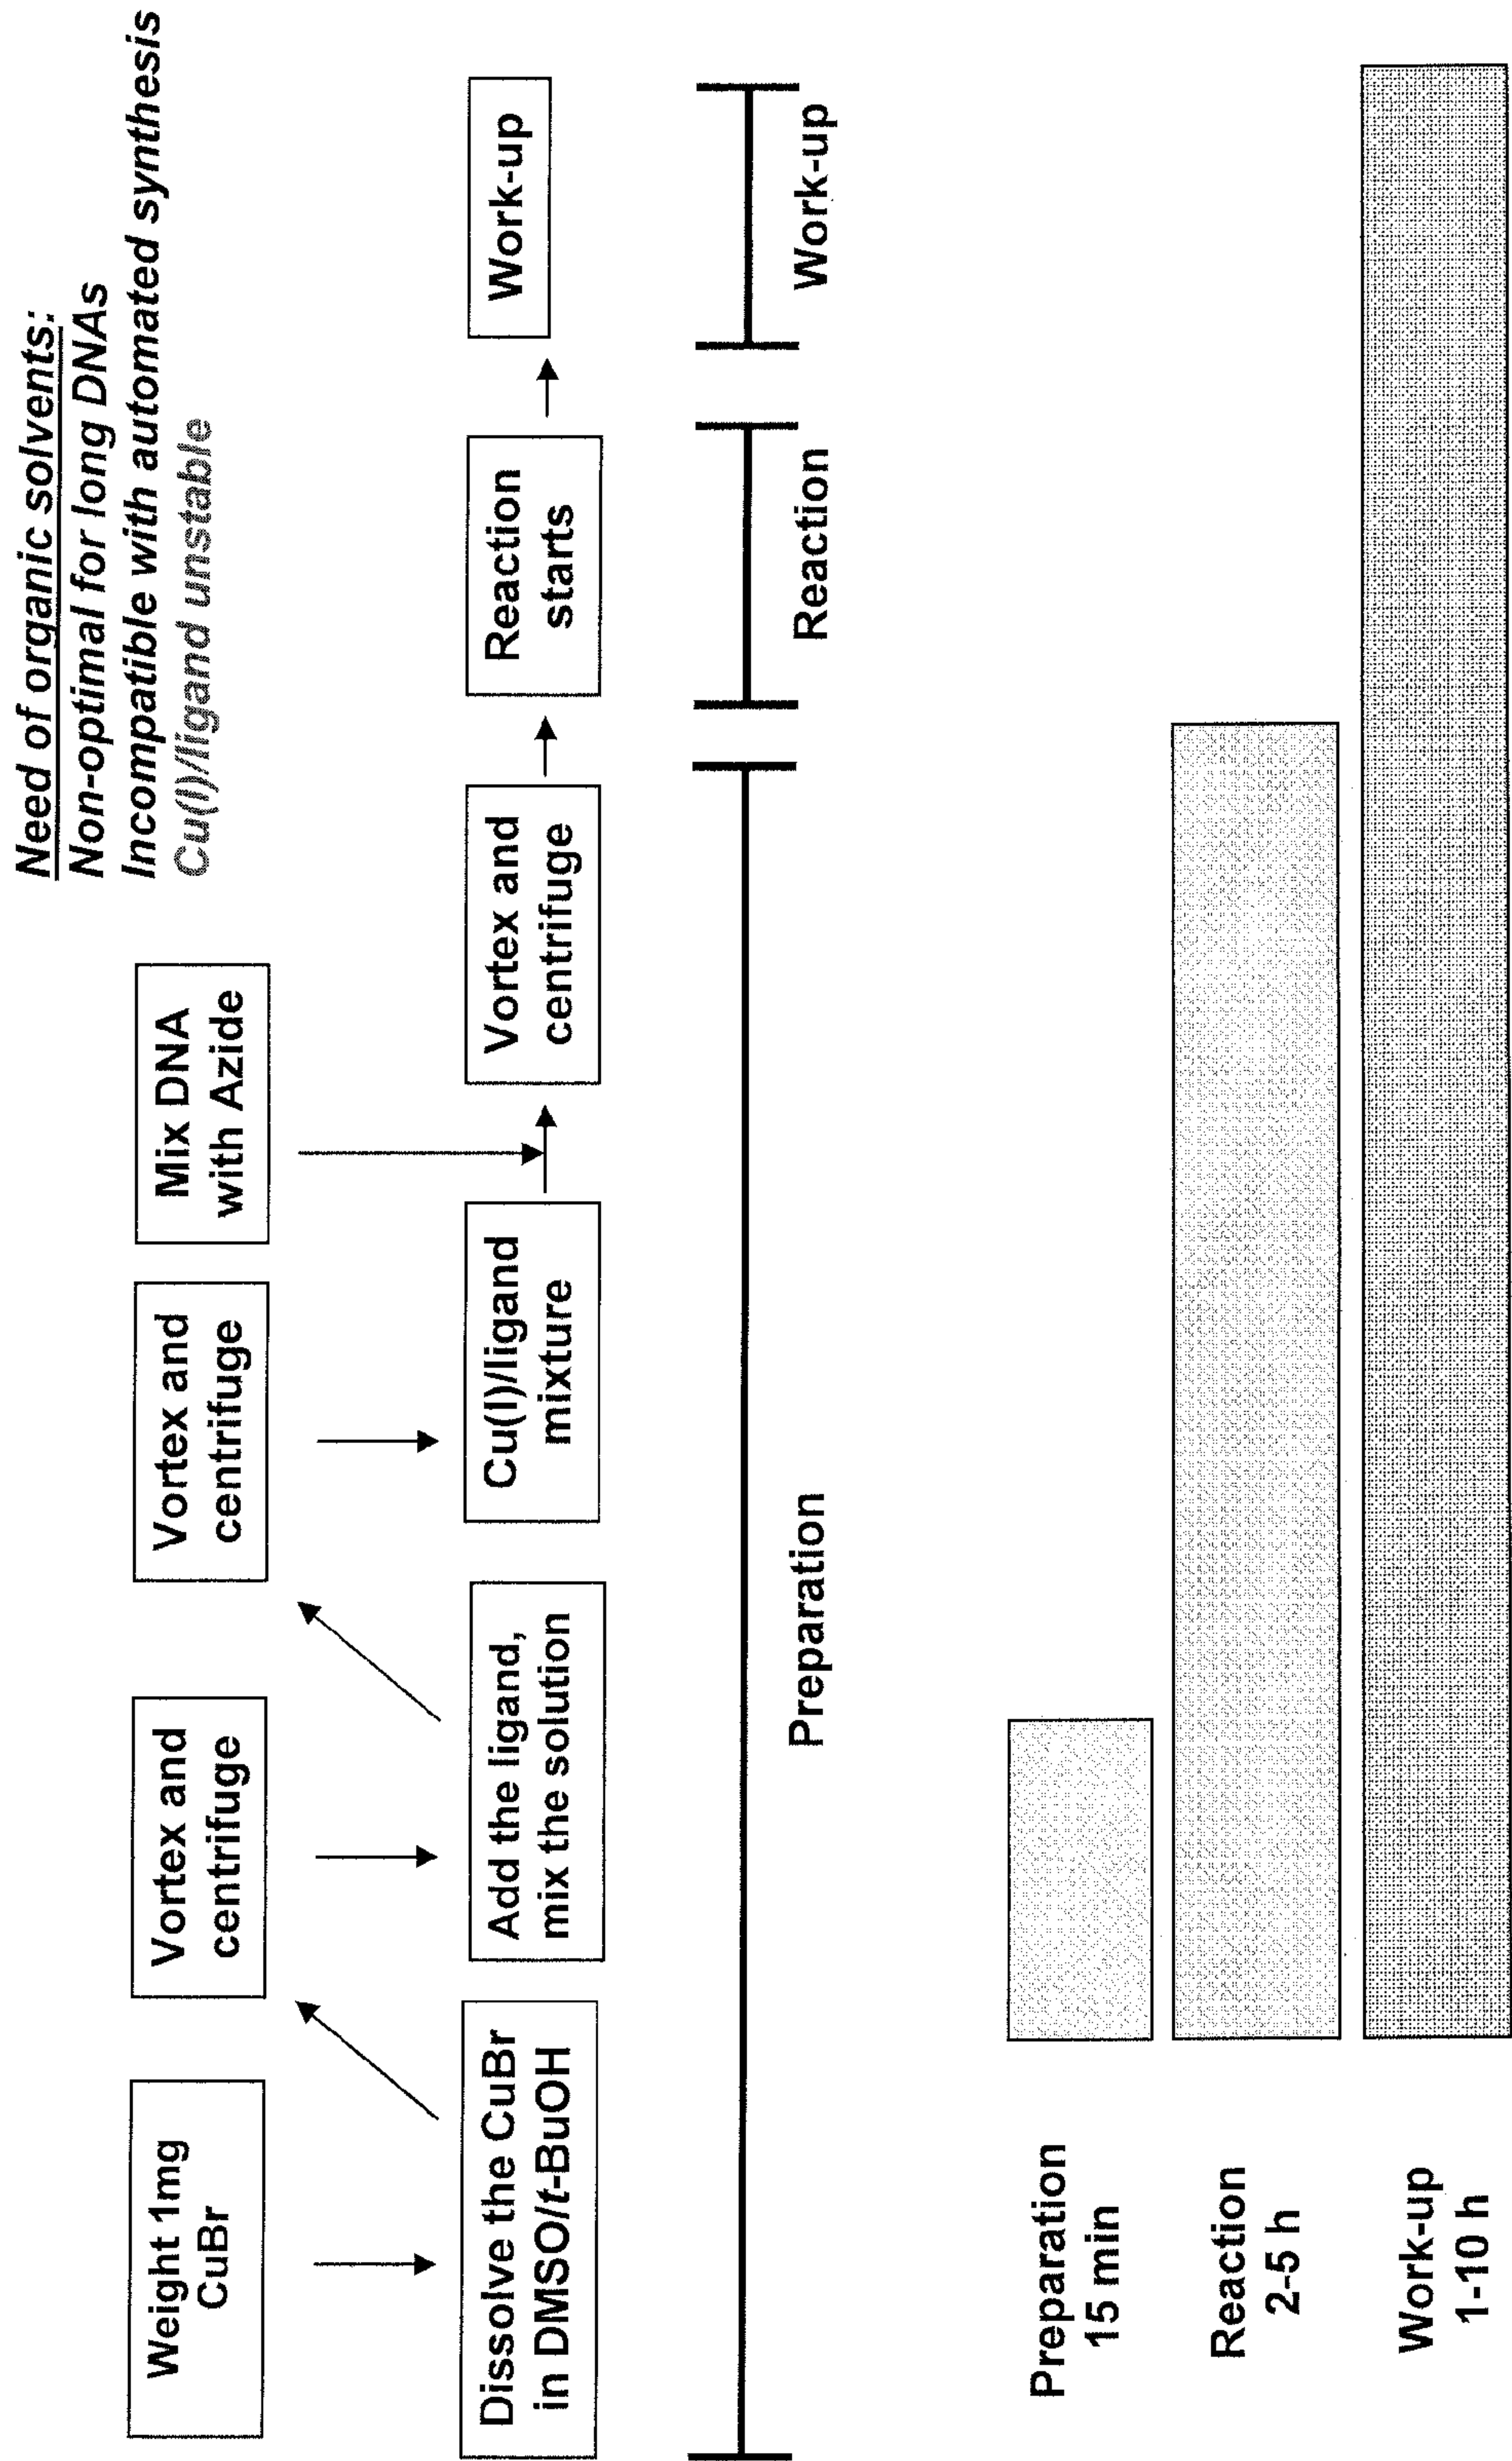 Need of organic solvents:
Non-optimal for long DNAs
Incompatible with automated synthesis
Cu(I)/ligand unstable
Weight 1mg
CuBr
Dissolve the CuBr
in DMSO/t-BuOH
Vortex and
centrifuge
Add the ligand,
mix the solution
Vortex and
centrifuge
Cu(I)/ligand
mixture
Mix DNA
with Azide
Vortex and
centrifuge
Reaction
starts
Work-up
Preparation
Reaction
Work-up
Preparation
15 min
Reaction
2-5 h
Work-up
1-10 h